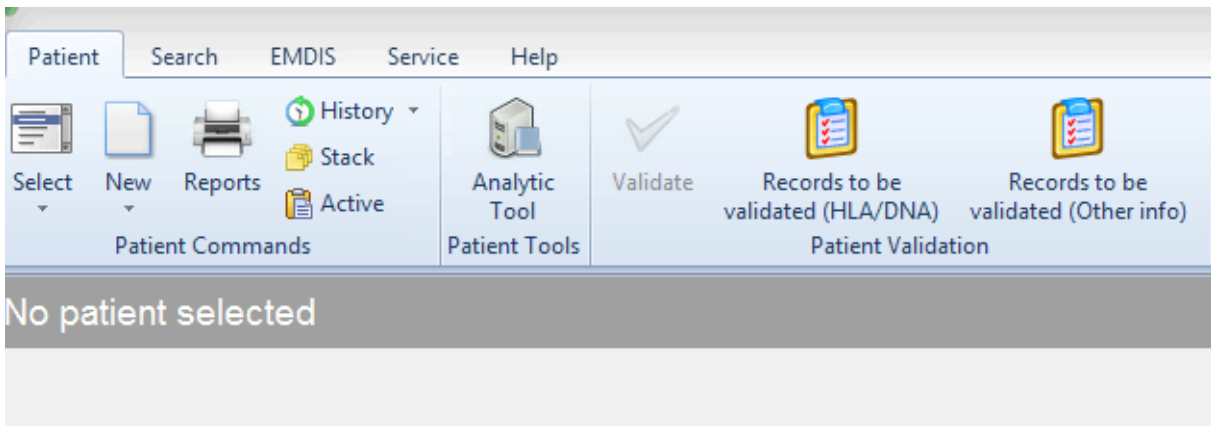 Patient Search EMDIS Service Help
History
Stack
Active
Select New Reports
Patient Commands
Analytic
Tool
Patient Tools
Validate
Records to be
validated (HLA/DNA)
Records to be
validated (Other info)
Patient Validation
No patient selected